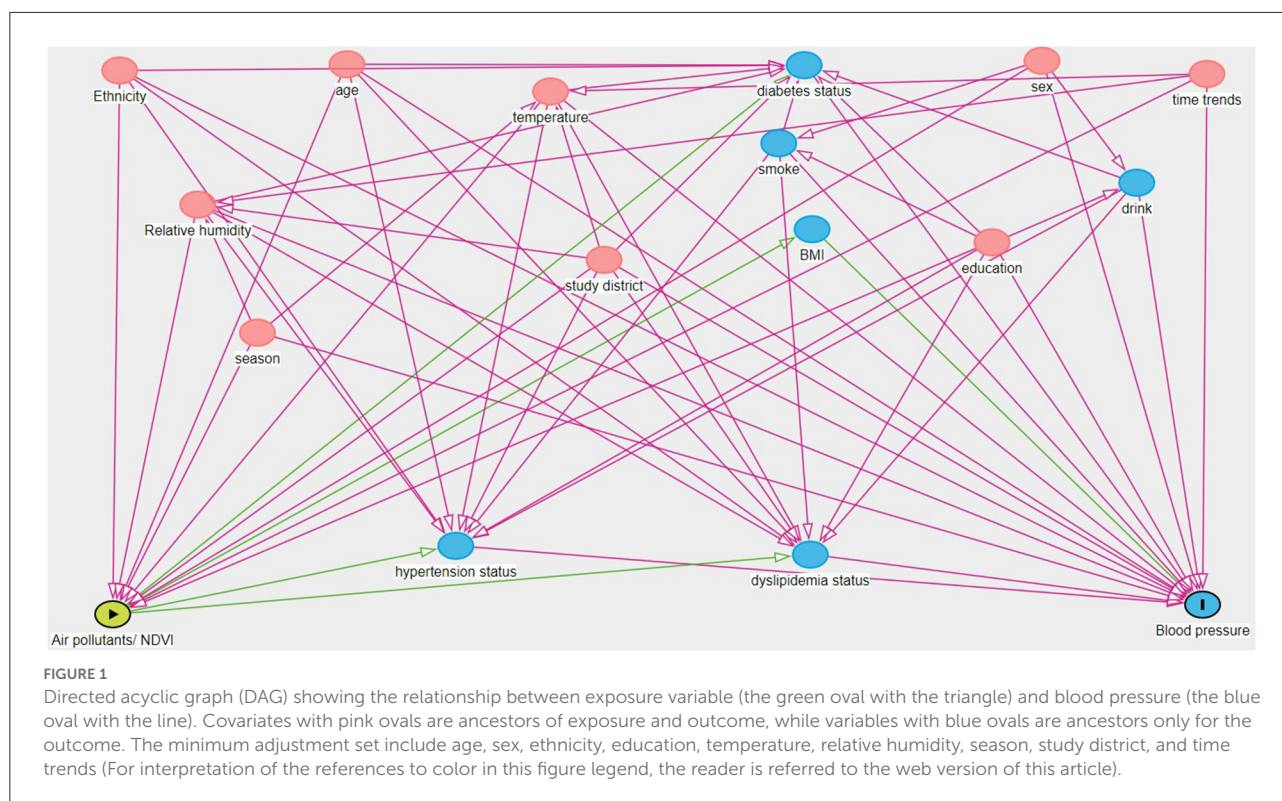 Ethnicity
age
temperature
diabetes status
sex
time trends
smoke
drink
Relative humidity
BMI
study district
education
season
hypertension status
dyslipidemia status
Air pollutants/ NDVI
Blood pressure
FIGURE 1
Directed acyclic graph (DAG) showing the relationship between exposure variable (the green oval with the triangle) and blood pressure (the blue
oval with the line). Covariates with pink ovals are ancestors of exposure and outcome, while variables with blue ovals are ancestors only for the
outcome. The minimum adjustment set include age, sex, ethnicity, education, temperature, relative humidity, season, study district, and time
trends (For interpretation of the references to color in this figure legend, the reader is referred to the web version of this article).